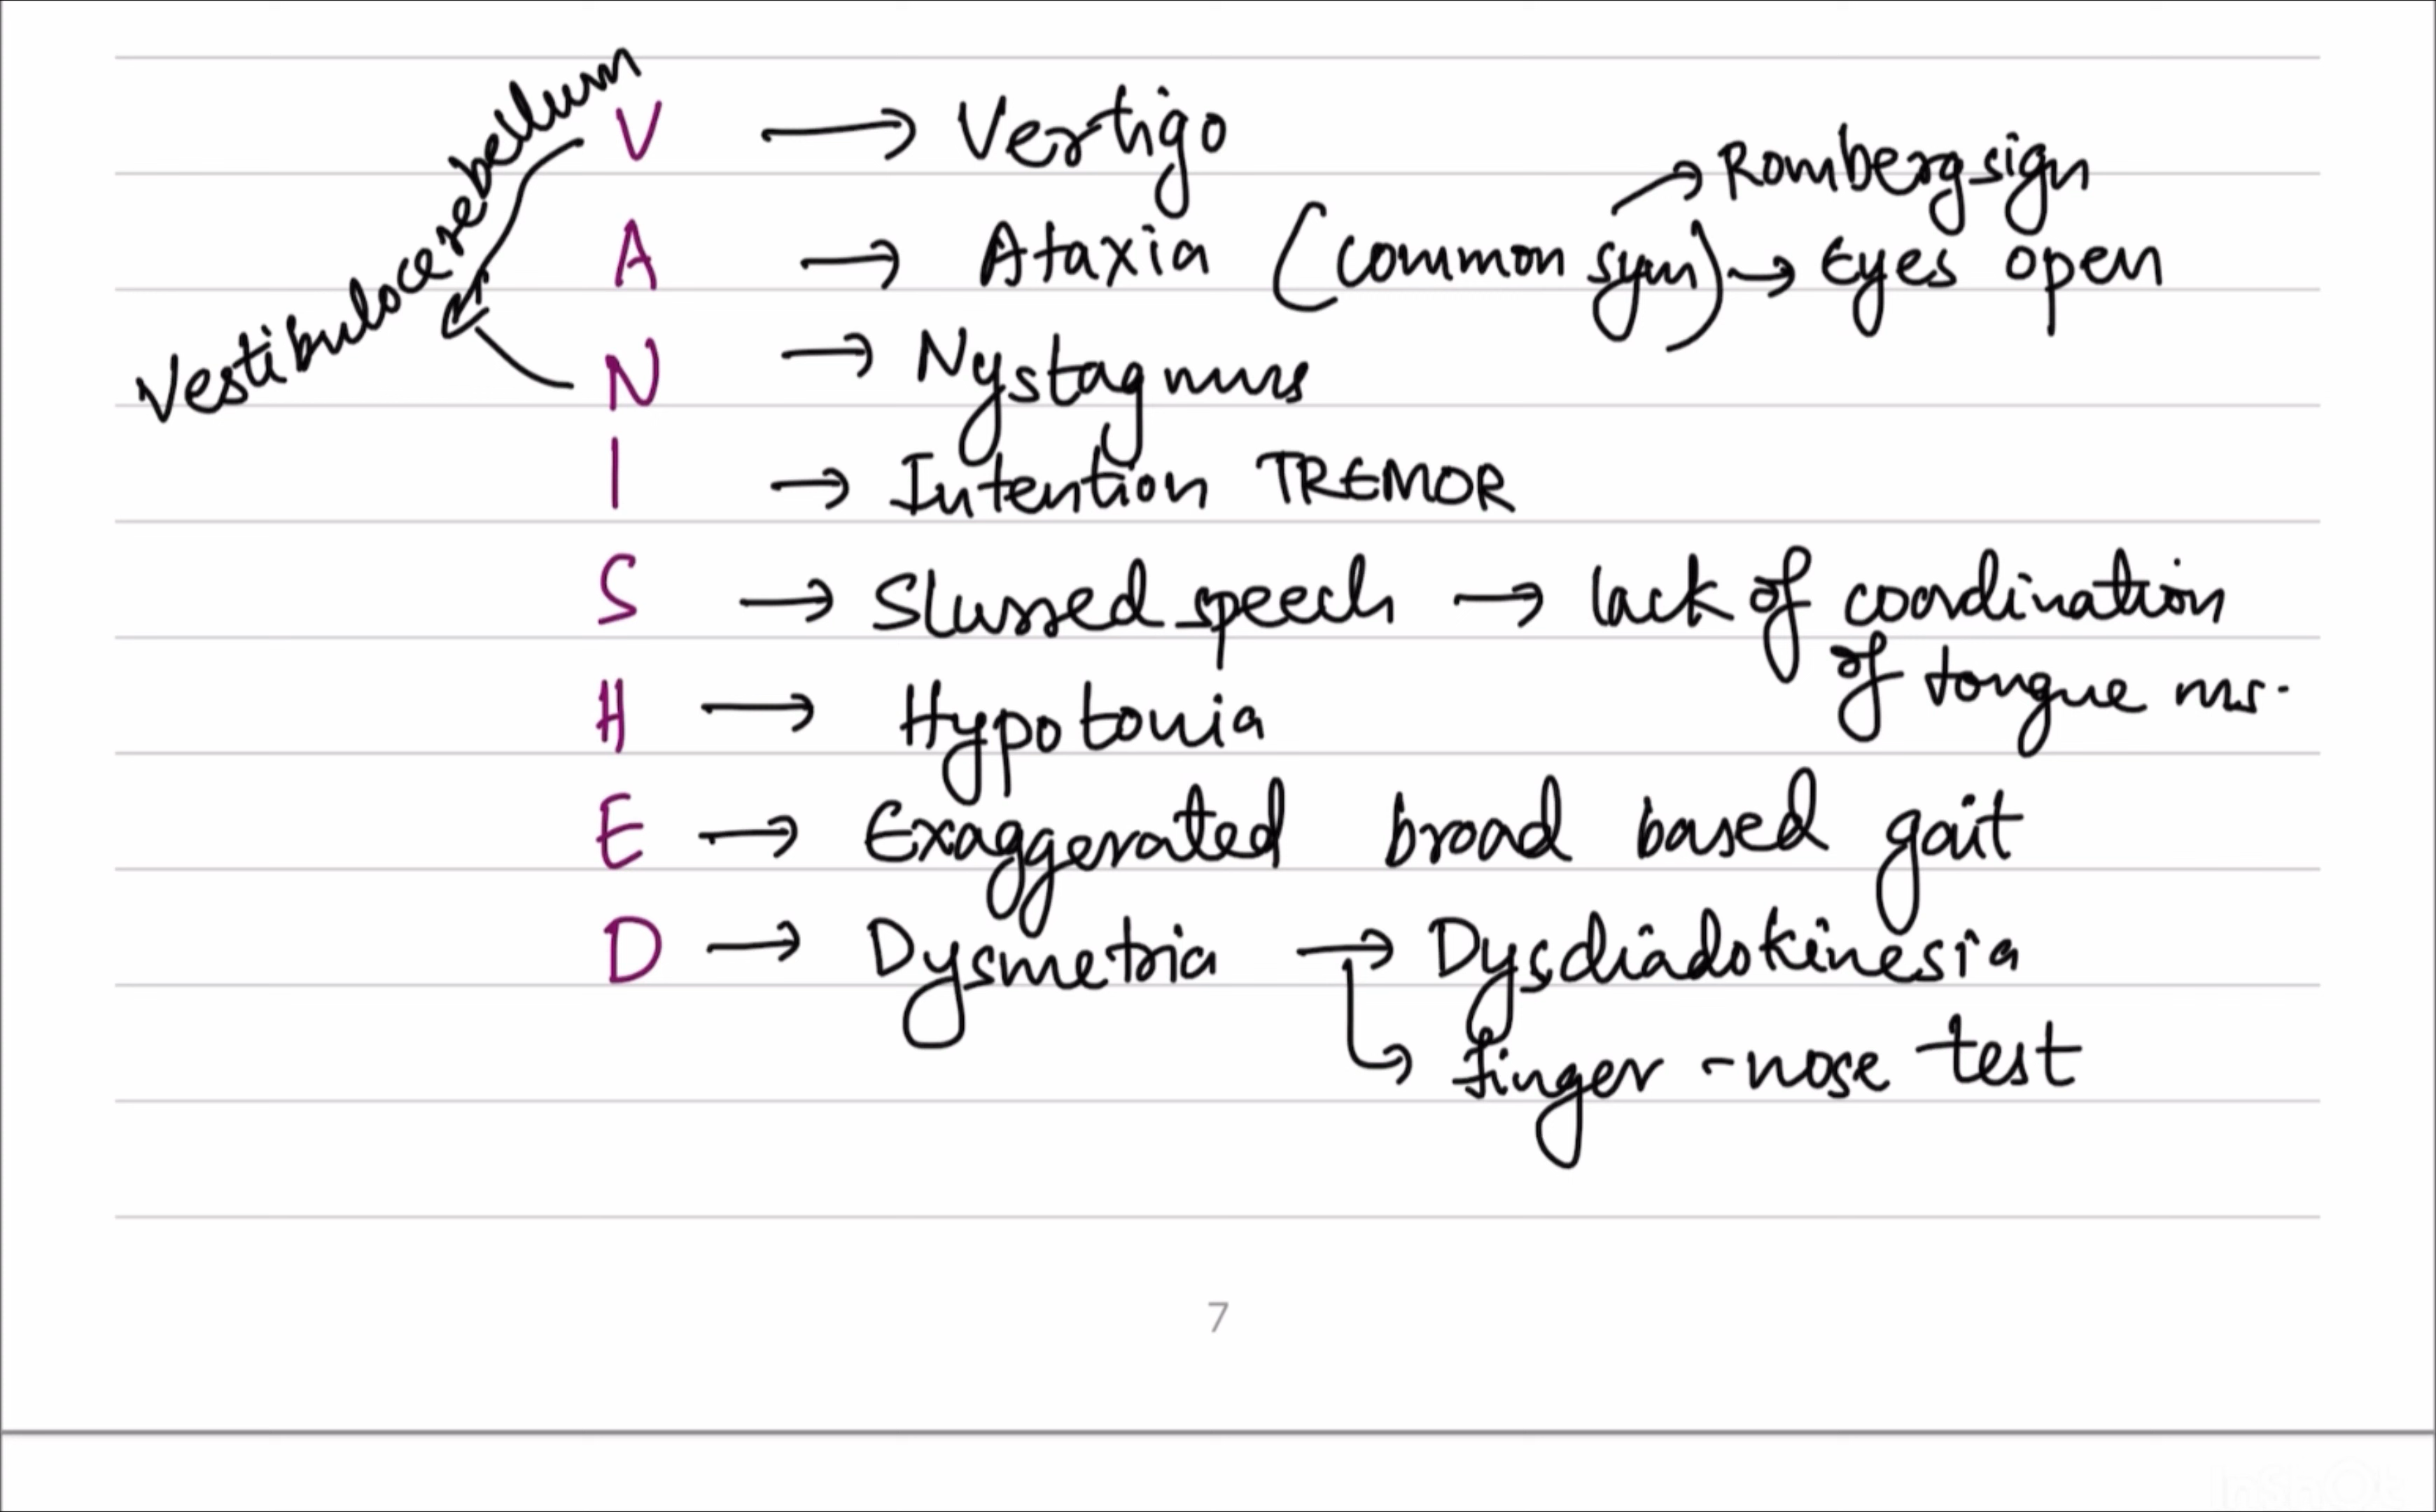 Vestibulocerebellum
V → Vertigo
→ Romberg sign
A → Ataxia (common sym) → Eyes open
N → Nystagmus
I → Intention TREMOR
S → Slurred speech → lack of coordination
of tongue ms.
H → Hypotonia
E → Exaggerated broad based gait
D → Dysmetria → Dysdiadokinesia
→ finger-nose test
7